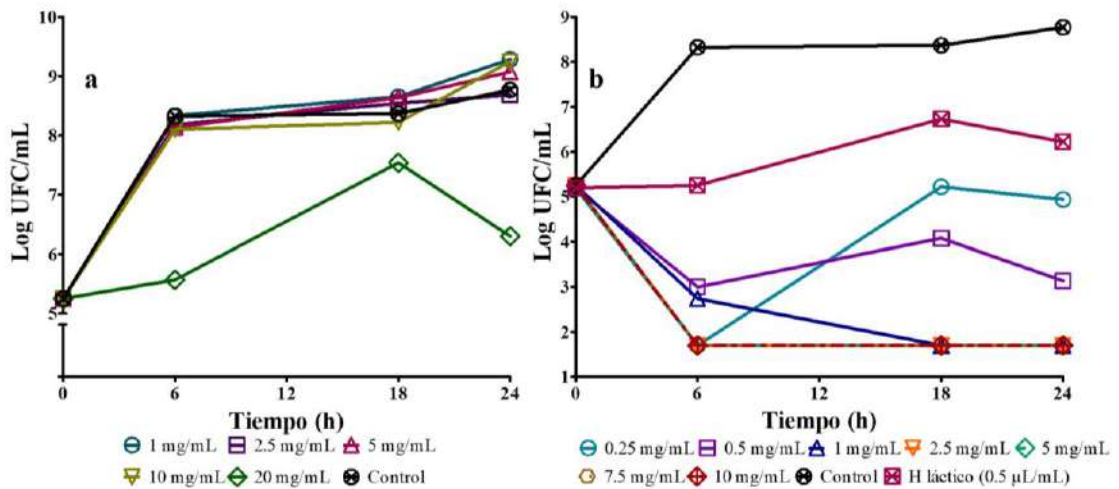 a
Log UFC/mL
10
9
8
7
6
5
0
6
12
18
24
Tiempo (h)
1 mg/mL
2.5 mg/mL
5 mg/mL
10 mg/mL
20 mg/mL
Control
b
Log UFC/mL
9
8
7
6
5
4
3
2
1
0
6
12
18
24
Tiempo (h)
0.25 mg/mL
0.5 mg/mL
1 mg/mL
2.5 mg/mL
5 mg/mL
7.5 mg/mL
10 mg/mL
Control
H láctico (0.5 µL/mL)